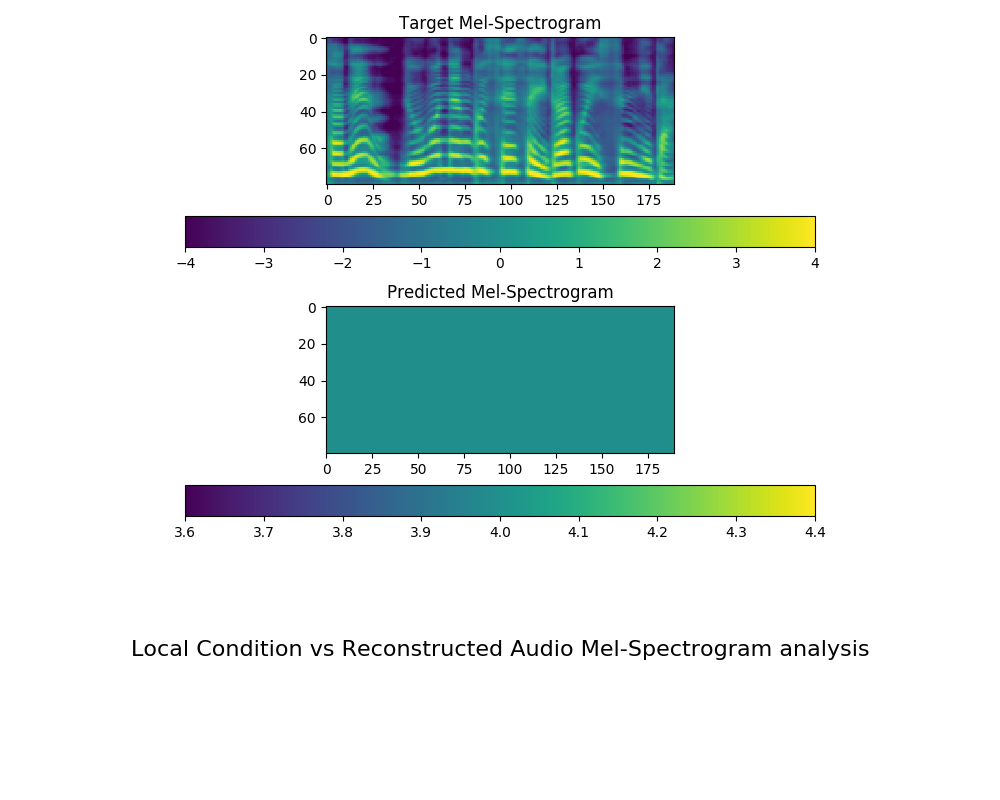 Target Mel-Spectrogram
0
20
40
60
0 25 50 75 100 125 150 175
−4 −3 −2 −1 0 1 2 3 4
Predicted Mel-Spectrogram
0
20
40
60
0 25 50 75 100 125 150 175
3.6 3.7 3.8 3.9 4.0 4.1 4.2 4.3 4.4
Local Condition vs Reconstructed Audio Mel-Spectrogram analysis